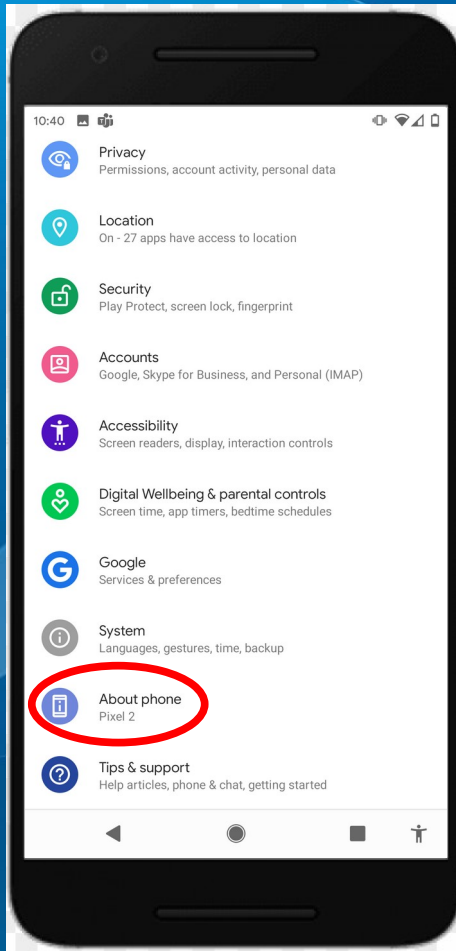 10:40
Privacy
Permissions, account activity, personal data
Location
On - 27 apps have access to location
Security
Play Protect, screen lock, fingerprint
Accounts
Google, Skype for Business, and Personal (IMAP)
Accessibility
Screen readers, display, interaction controls
Digital Wellbeing & parental controls
Screen time, app timers, bedtime schedules
Google
Services & preferences
System
Languages, gestures, time, backup
About phone
Pixel 2
Tips & support
Help articles, phone & chat, getting started